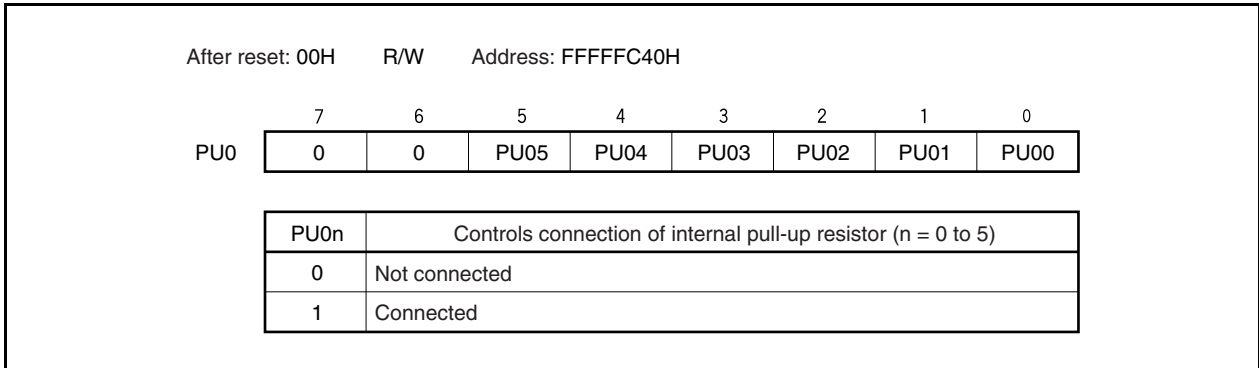 After reset: 00H R/W Address: FFFFFC40H
7 6 5 4 3 2 1 0
PU0 0 0 PU05 PU04 PU03 PU02 PU01 PU00
PU0n Controls connection of internal pull-up resistor (n = 0 to 5)
0 Not connected
1 Connected